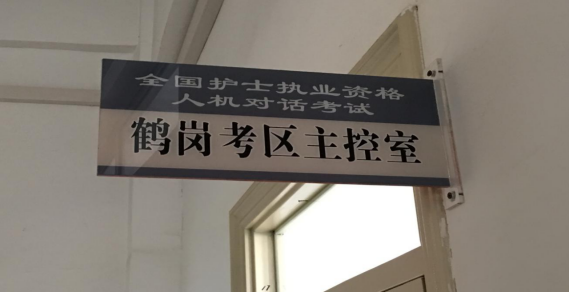 全国护士执业资格
人机对话考试
鹤岗考区主控室